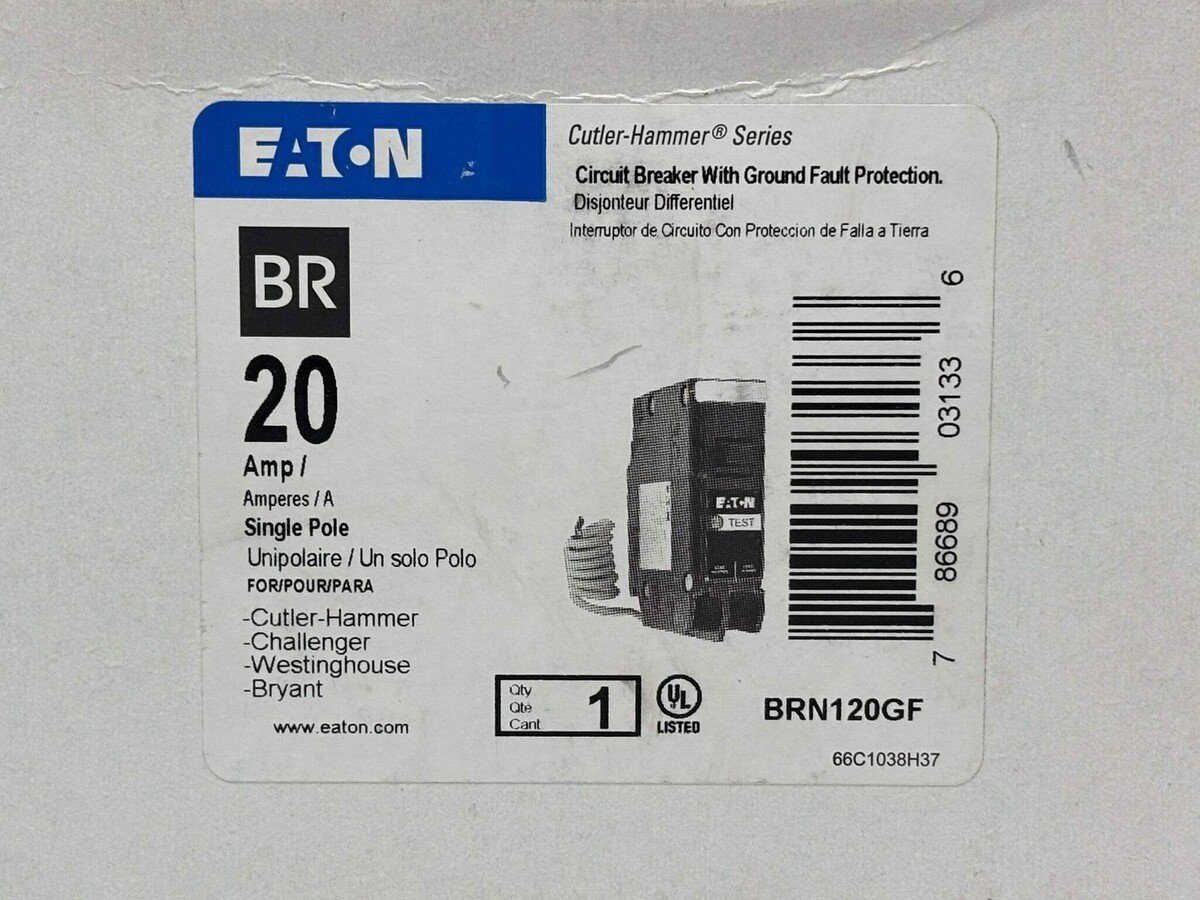 EATON
Cutler-Hammer® Series
Circuit Breaker With Ground Fault Protection.
Disjonteur Differentiel
Interruptor de Circuito Con Proteccion de Falla a Tierra
BR
20
Amp /
Amperes / A
Single Pole
Unipolaire / Un solo Polo
FOR/POUR/PARA
-Cutler-Hammer
-Challenger
-Westinghouse
-Bryant
www.eaton.com
EATON
TEST
7 86689 03133 6
Qty
Qte
Cant
1
UL
LISTED
BRN120GF
66C1038H37